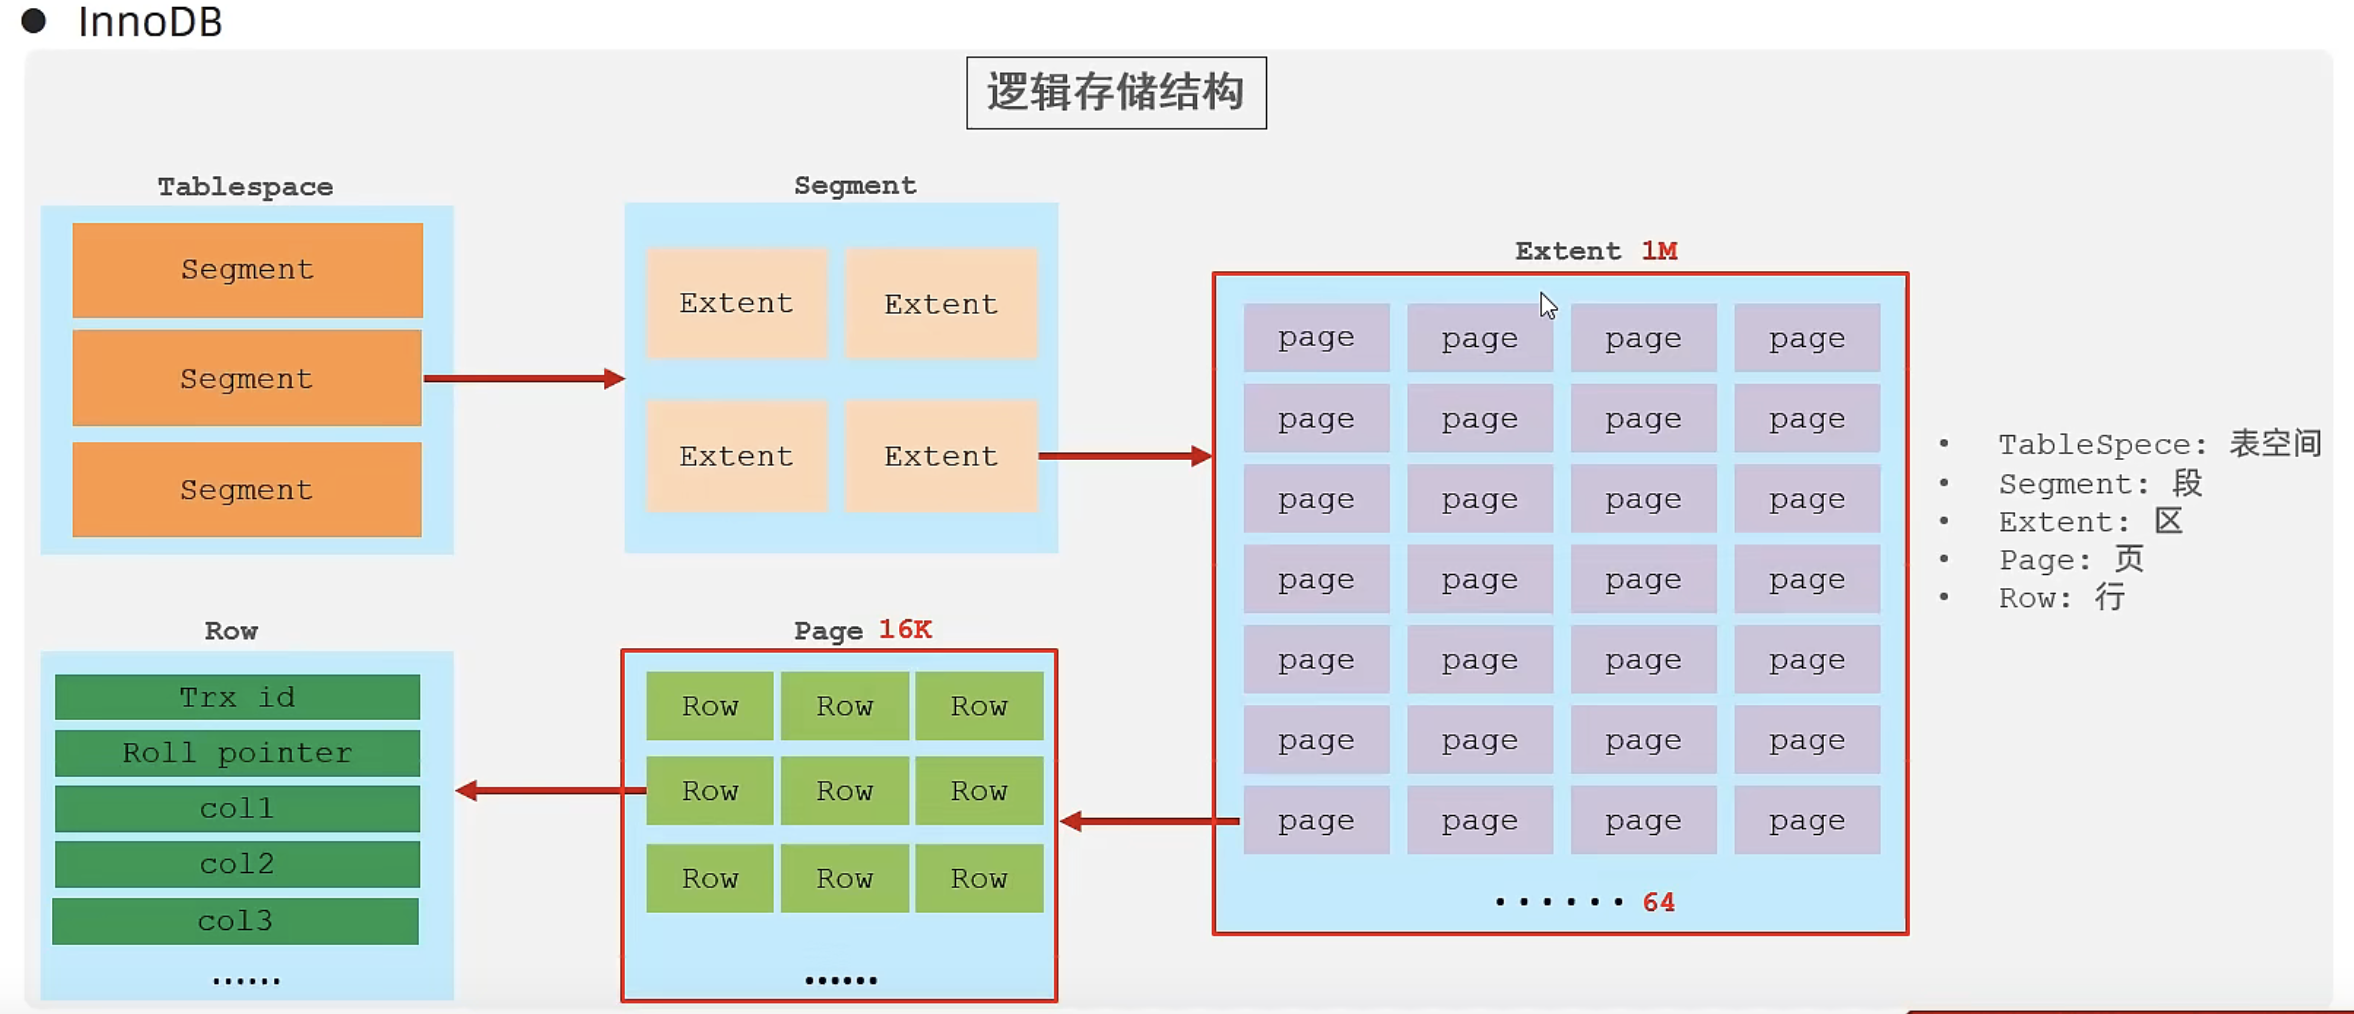 ● InnoDB
逻辑存储结构
Tablespace
Segment
Segment
Segment
Segment
Extent Extent
Extent Extent
Extent 1M
page page page page
page page page page
page page page page
page page page page
page page page page
page page page page
page page page page
······ 64
Page 16K
Row Row Row
Row Row Row
Row Row Row
······
Row
Trx id
Roll pointer
col1
col2
col3
······
• TableSpece: 表空间
• Segment: 段
• Extent: 区
• Page: 页
• Row: 行